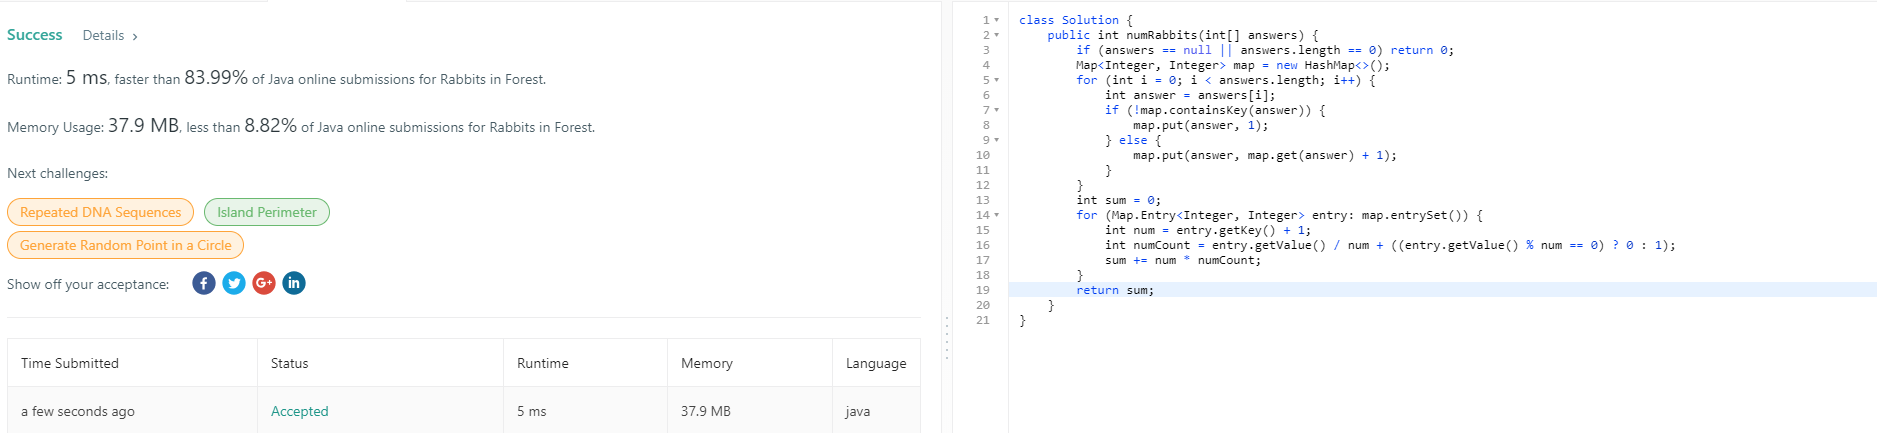 Success Details >
Runtime: 5 ms, faster than 83.99% of Java online submissions for Rabbits in Forest.
Memory Usage: 37.9 MB, less than 8.82% of Java online submissions for Rabbits in Forest.
Next challenges:
Repeated DNA Sequences Island Perimeter
Generate Random Point in a Circle
Show off your acceptance: f G+ in
Time Submitted Status Runtime Memory Language
a few seconds ago Accepted 5 ms 37.9 MB java
1 class Solution {
2     public int numRabbits(int[] answers) {
3         if (answers == null || answers.length == 0) return 0;
4         Map<Integer, Integer> map = new HashMap<>();
5         for (int i = 0; i < answers.length; i++) {
6             int answer = answers[i];
7             if (!map.containsKey(answer)) {
8                 map.put(answer, 1);
9             } else {
10                 map.put(answer, map.get(answer) + 1);
11             }
12         }
13         int sum = 0;
14         for (Map.Entry<Integer, Integer> entry: map.entrySet()) {
15             int num = entry.getKey() + 1;
16             int numCount = entry.getValue() / num + ((entry.getValue() % num == 0) ? 0 : 1);
17             sum += num * numCount;
18         }
19         return sum;
20     }
21 }